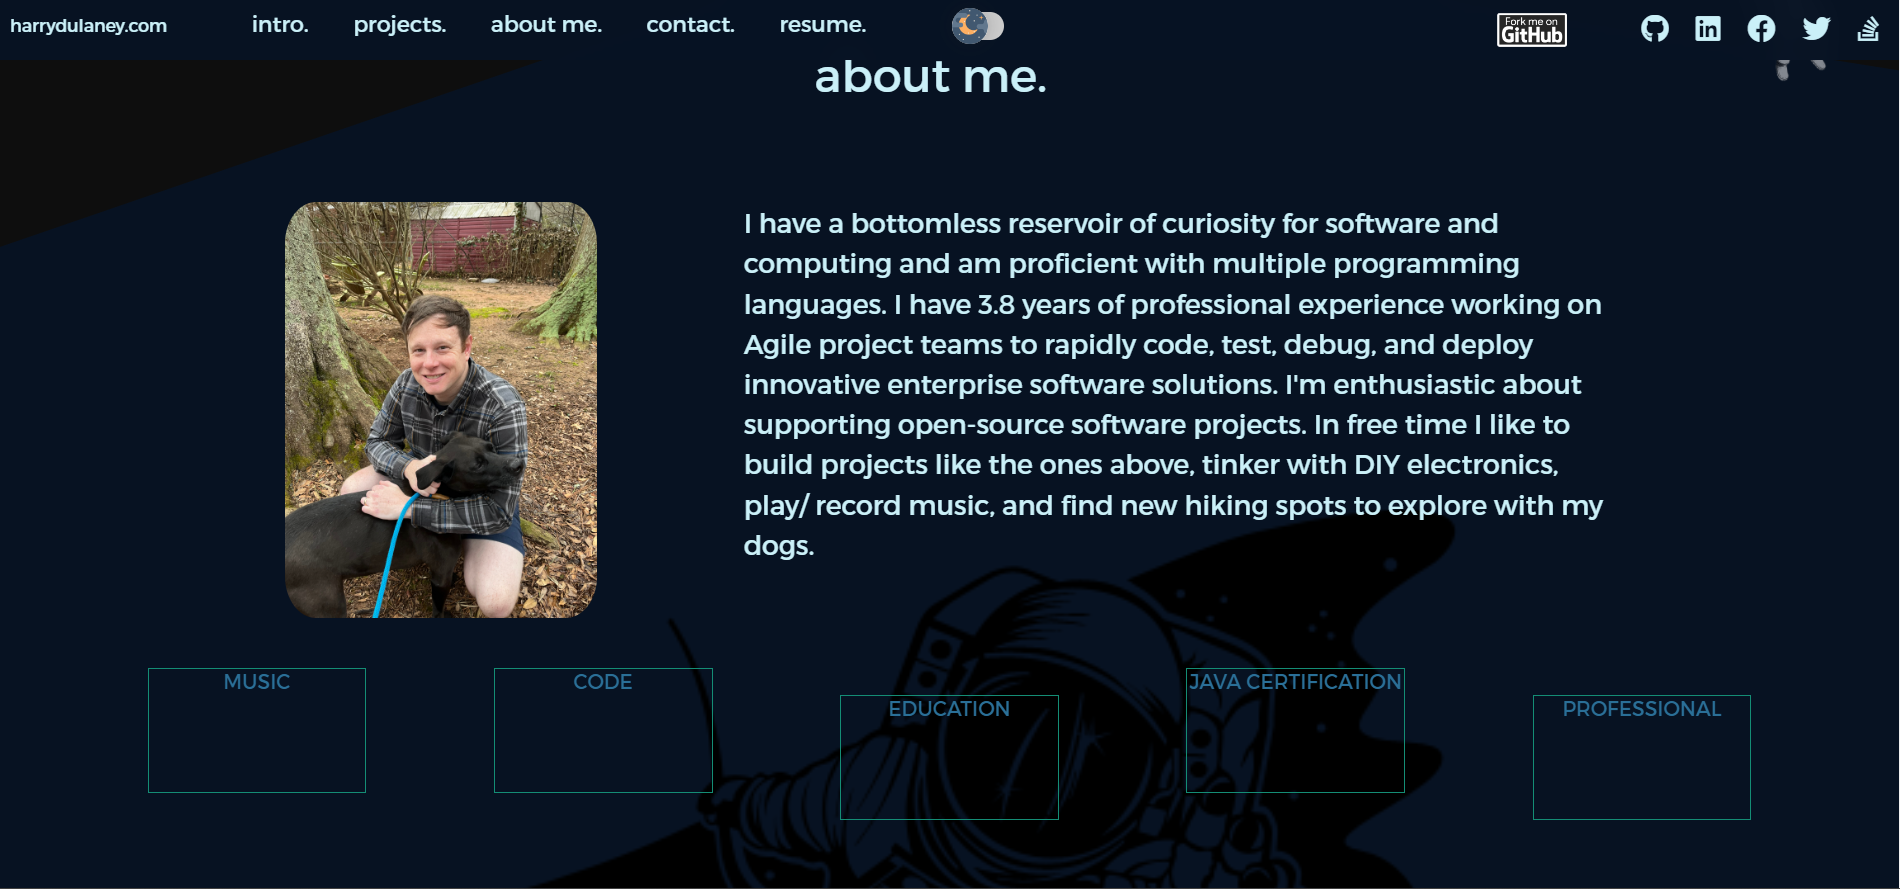 harrydulaney.com
intro.
projects.
about me.
contact.
resume.
Fork me on
GitHub
about me.
I have a bottomless reservoir of curiosity for software and
computing and am proficient with multiple programming
languages. I have 3.8 years of professional experience working on
Agile project teams to rapidly code, test, debug, and deploy
innovative enterprise software solutions. I'm enthusiastic about
supporting open-source software projects. In free time I like to
build projects like the ones above, tinker with DIY electronics,
play/ record music, and find new hiking spots to explore with my
dogs.
MUSIC
CODE
EDUCATION
JAVA CERTIFICATION
PROFESSIONAL